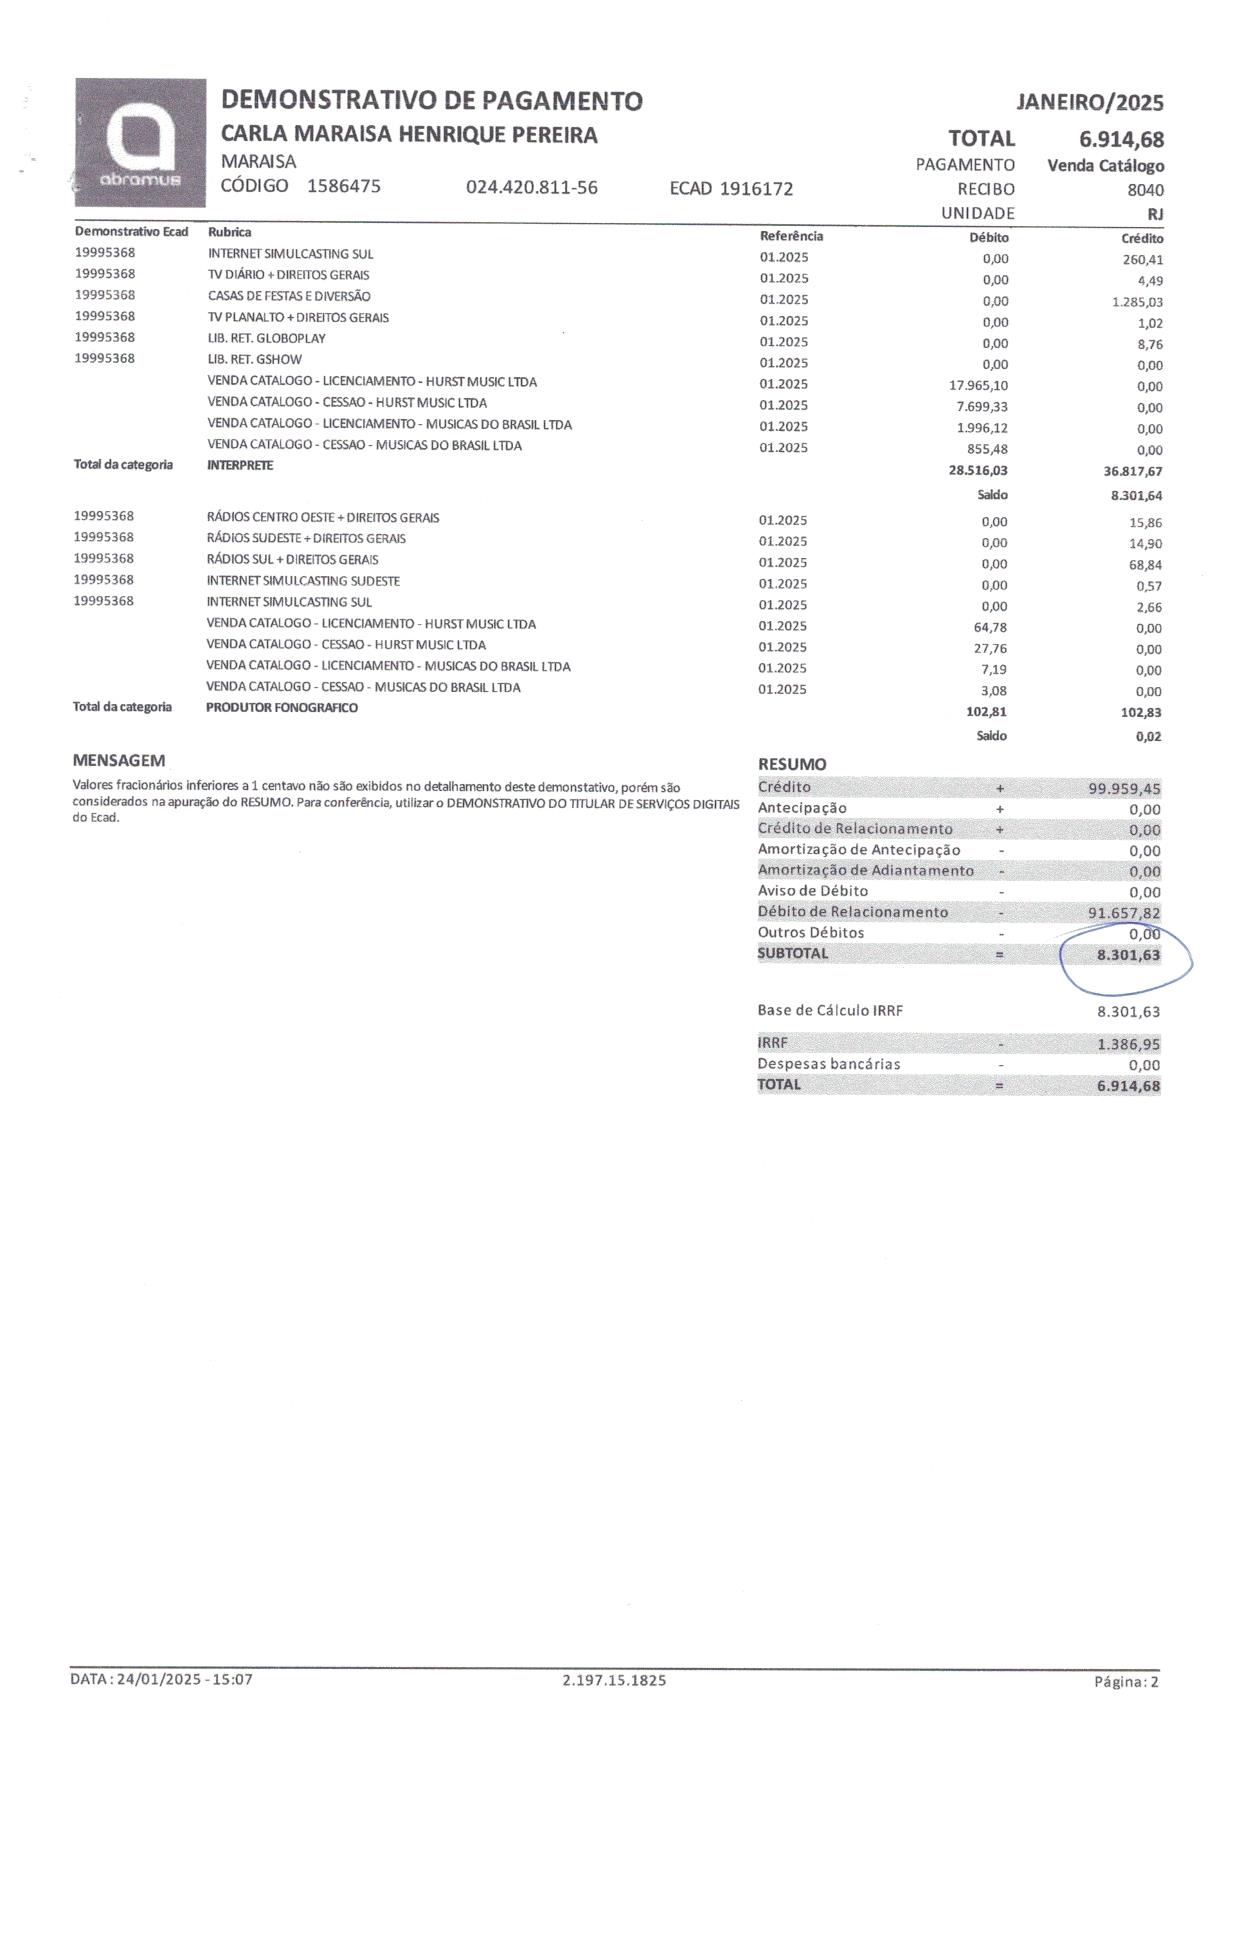 abramus
DEMONSTRATIVO DE PAGAMENTO JANEIRO/2025
CARLA MARAISA HENRIQUE PEREIRA TOTAL 6.914,68
MARAISA PAGAMENTO Venda Catálogo
CÓDIGO 1586475 024.420.811-56 ECAD 1916172 RECIBO 8040
UNIDADE RJ
Demonstrativo Ecad Rubrica Referência Débito Crédito
19995368 INTERNET SIMULCASTING SUL 01.2025 0,00 260,41
19995368 TV DIÁRIO + DIREITOS GERAIS 01.2025 0,00 4,49
19995368 CASAS DE FESTAS E DIVERSÃO 01.2025 0,00 1.285,03
19995368 TV PLANALTO + DIREITOS GERAIS 01.2025 0,00 1,02
19995368 LIB. RET. GLOBOPLAY 01.2025 0,00 8,76
19995368 LIB. RET. GSHOW 01.2025 0,00 0,00
VENDA CATALOGO - LICENCIAMENTO - HURST MUSIC LTDA 01.2025 17.965,10 0,00
VENDA CATALOGO - CESSAO - HURST MUSIC LTDA 01.2025 7.699,33 0,00
VENDA CATALOGO - LICENCIAMENTO - MUSICAS DO BRASIL LTDA 01.2025 1.996,12 0,00
VENDA CATALOGO - CESSAO - MUSICAS DO BRASIL LTDA 01.2025 855,48 0,00
Total da categoria INTERPRETE 28.516,03 36.817,67
Saldo 8.301,64
19995368 RÁDIOS CENTRO OESTE + DIREITOS GERAIS 01.2025 0,00 15,86
19995368 RÁDIOS SUDESTE + DIREITOS GERAIS 01.2025 0,00 14,90
19995368 RÁDIOS SUL + DIREITOS GERAIS 01.2025 0,00 68,84
19995368 INTERNET SIMULCASTING SUDESTE 01.2025 0,00 0,57
19995368 INTERNET SIMULCASTING SUL 01.2025 0,00 2,66
VENDA CATALOGO - LICENCIAMENTO - HURST MUSIC LTDA 01.2025 64,78 0,00
VENDA CATALOGO - CESSAO - HURST MUSIC LTDA 01.2025 27,76 0,00
VENDA CATALOGO - LICENCIAMENTO - MUSICAS DO BRASIL LTDA 01.2025 7,19 0,00
VENDA CATALOGO - CESSAO - MUSICAS DO BRASIL LTDA 01.2025 3,08 0,00
Total da categoria PRODUTOR FONOGRAFICO 102,81 102,83
Saldo 0,02
MENSAGEM
Valores fracionários inferiores a 1 centavo não são exibidos no detalhamento deste demonstativo, porém são
considerados na apuração do RESUMO. Para conferência, utilizar o DEMONSTRATIVO DO TITULAR DE SERVIÇOS DIGITAIS
do Ecad.
RESUMO
Crédito + 99.959,45
Antecipação + 0,00
Crédito de Relacionamento + 0,00
Amortização de Antecipação - 0,00
Amortização de Adiantamento - 0,00
Aviso de Débito - 0,00
Débito de Relacionamento - 91.657,82
Outros Débitos - 0,00
SUBTOTAL = 8.301,63
Base de Cálculo IRRF 8.301,63
IRRF - 1.386,95
Despesas bancárias - 0,00
TOTAL = 6.914,68
DATA: 24/01/2025 - 15:07 2.197.15.1825 Página: 2